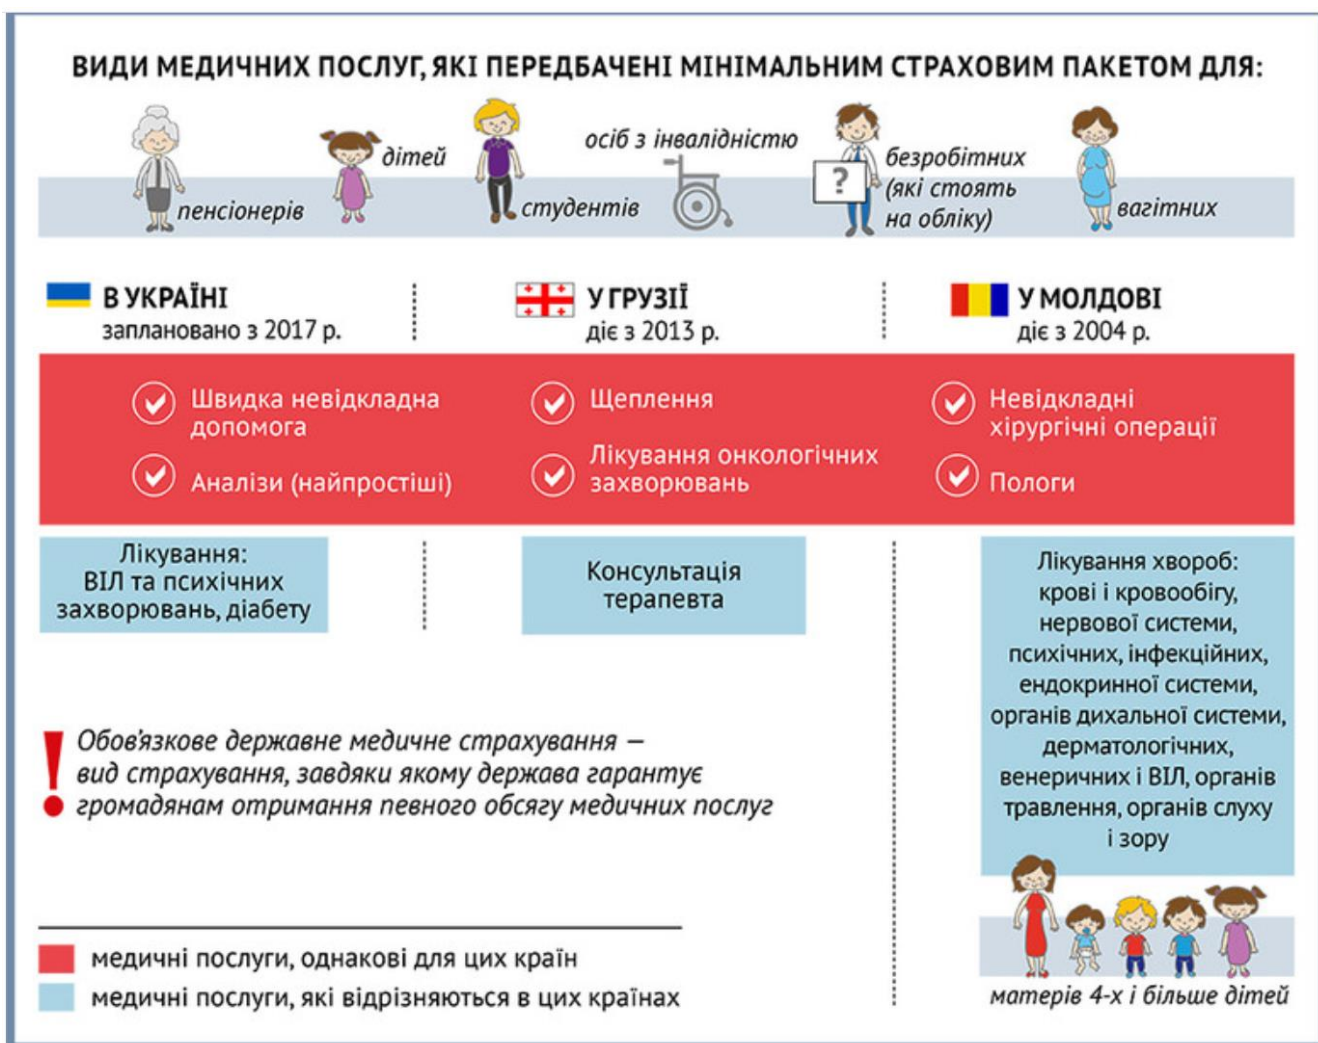 ВИДИ МЕДИЧНИХ ПОСЛУГ, ЯКІ ПЕРЕДБАЧЕНІ МІНІМАЛЬНИМ СТРАХОВИМ ПАКЕТОМ ДЛЯ:
пенсіонерів
дітей
студентів
осіб з інвалідністю
?
безробітних
(які стоять
на обліку)
вагітних
В УКРАЇНІ
заплановано з 2017 р.
У ГРУЗІЇ
діє з 2013 р.
У МОЛДОВІ
діє з 2004 р.
Швидка невідкладна
допомога
Аналізи (найпростіші)
Щеплення
Лікування онкологічних
захворювань
Невідкладні
хірургічні операції
Пологи
Лікування:
ВІЛ та психічних
захворювань, діабету
Консультація
терапевта
Лікування хвороб:
крові і кровообігу,
нервової системи,
психічних, інфекційних,
ендокринної системи,
органів дихальної системи,
дерматологічних,
венеричних і ВІЛ, органів
травлення, органів слуху
і зору
матерів 4-х і більше дітей
! Обов'язкове державне медичне страхування —
вид страхування, завдяки якому держава гарантує
громадянам отримання певного обсягу медичних послуг
медичні послуги, однакові для цих країн
медичні послуги, які відрізняються в цих країнах